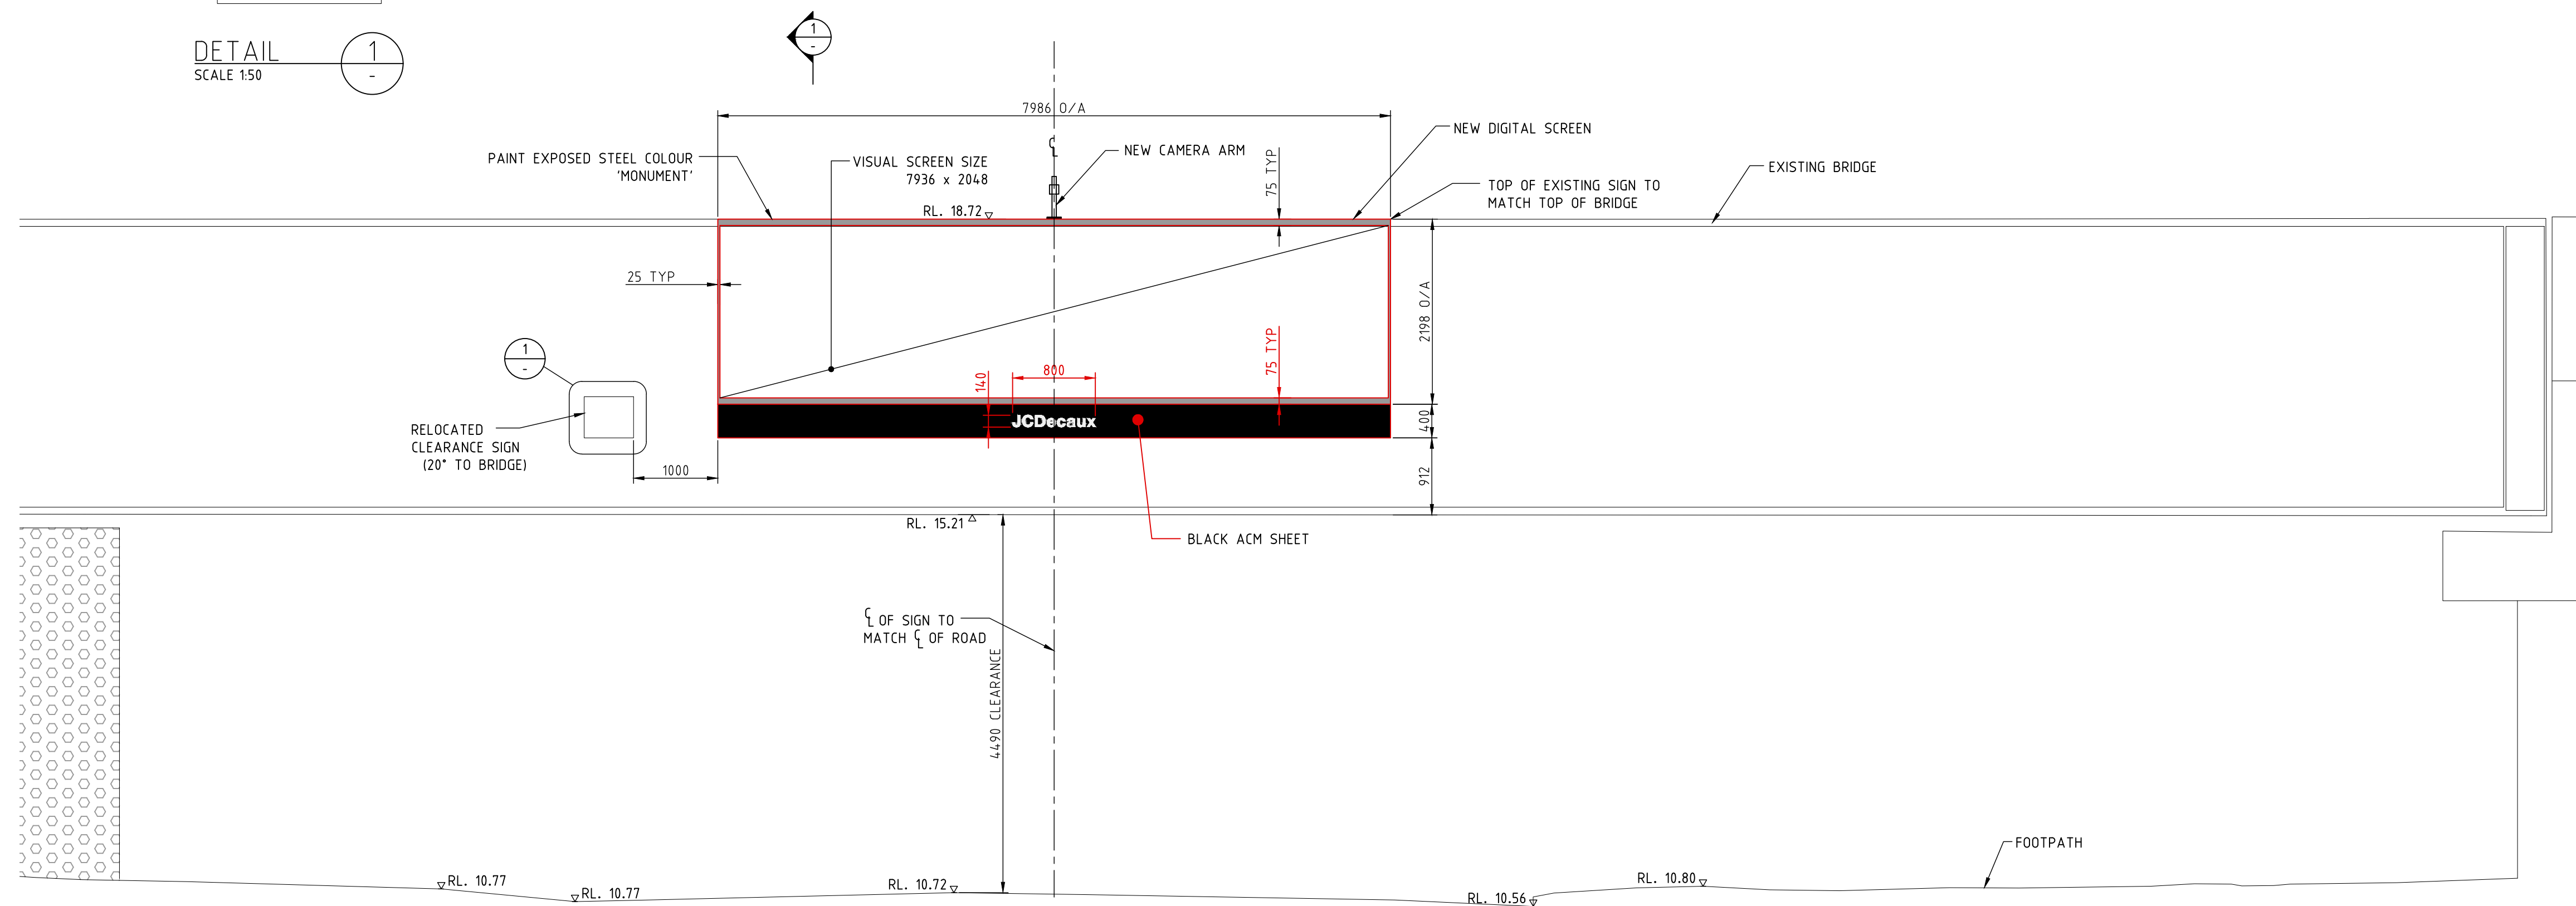 DETAIL
SCALE 1:50
1
-
1
-
7986 O/A
PAINT EXPOSED STEEL COLOUR
'MONUMENT'
VISUAL SCREEN SIZE
7936 x 2048
℄
NEW CAMERA ARM
75 TYP
NEW DIGITAL SCREEN
TOP OF EXISTING SIGN TO
MATCH TOP OF BRIDGE
EXISTING BRIDGE
RL. 18.72
25 TYP
2198 O/A
1
-
RELOCATED
CLEARANCE SIGN
(20° TO BRIDGE)
1000
140
800
75 TYP
JCDecaux
400
912
RL. 15.21
BLACK ACM SHEET
℄ OF SIGN TO
MATCH ℄ OF ROAD
4490 CLEARANCE
FOOTPATH
RL. 10.77
RL. 10.77
RL. 10.72
RL. 10.56
RL. 10.80